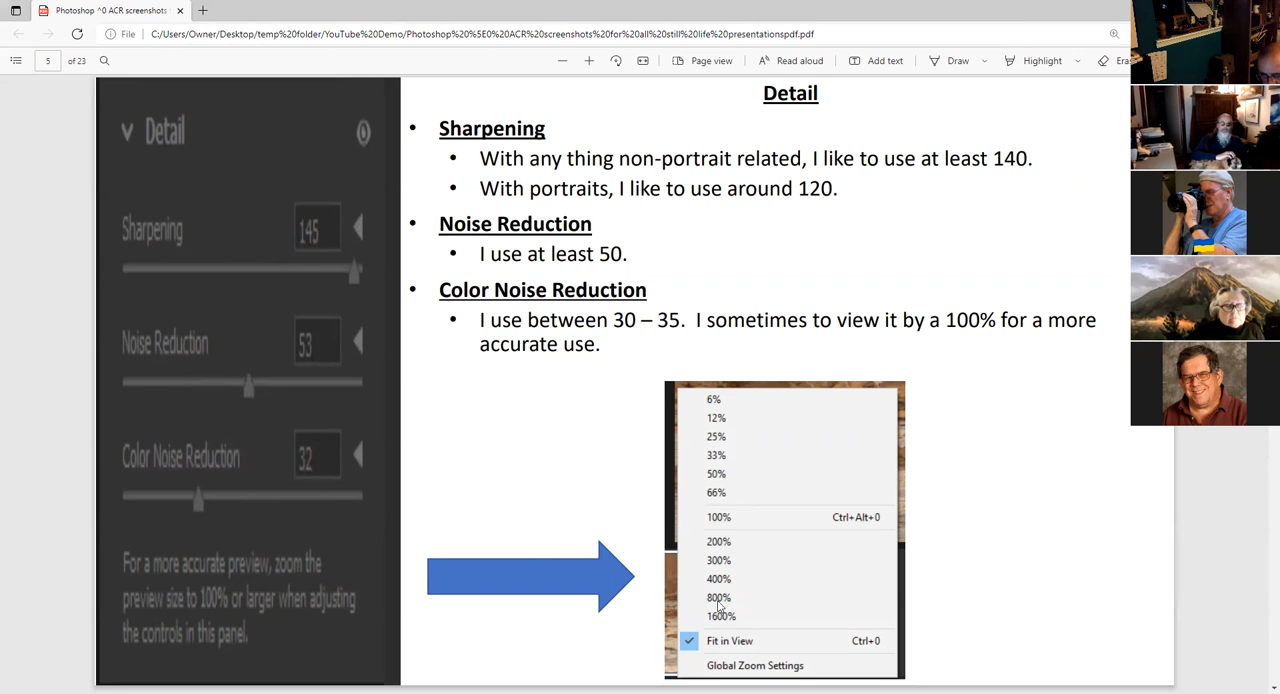 Photoshop ^0 ACR screenshots
File C:/Users/Owner/Desktop/temp%20folder/YouTube%20Demo/Photoshop%20%5E0%20ACR%20screenshots%20for%20all%20still%20life%20presentationspdf.pdf
5 of 23 Page view Read aloud Add text Draw Highlight Eras
Detail
Sharpening
145
Noise Reduction
53
Color Noise Reduction
32
For a more accurate preview, zoom the
preview size to 100% or larger when adjusting
the controls in this panel.
Detail
• Sharpening
• With any thing non-portrait related, I like to use at least 140.
• With portraits, I like to use around 120.
• Noise Reduction
• I use at least 50.
• Color Noise Reduction
• I use between 30 – 35. I sometimes to view it by a 100% for a more
accurate use.
6%
12%
25%
33%
50%
66%
100% Ctrl+Alt+0
200%
300%
400%
800%
1600%
Fit in View Ctrl+0
Global Zoom Settings